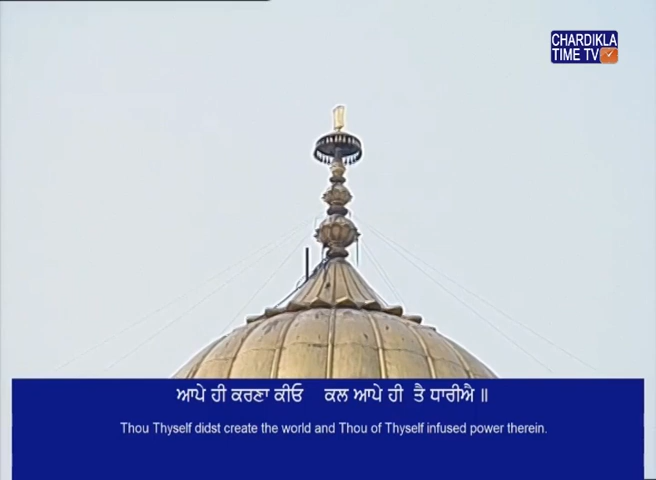 CHARDIKLA
TIME TV
ਆਪੇ ਹੀ ਕਰਣਾ ਕੀਓ ਕਲ ਆਪੇ ਹੀ ਤੈ ਧਾਰੀਐ ॥
Thou Thyself didst create the world and Thou of Thyself infused power therein.